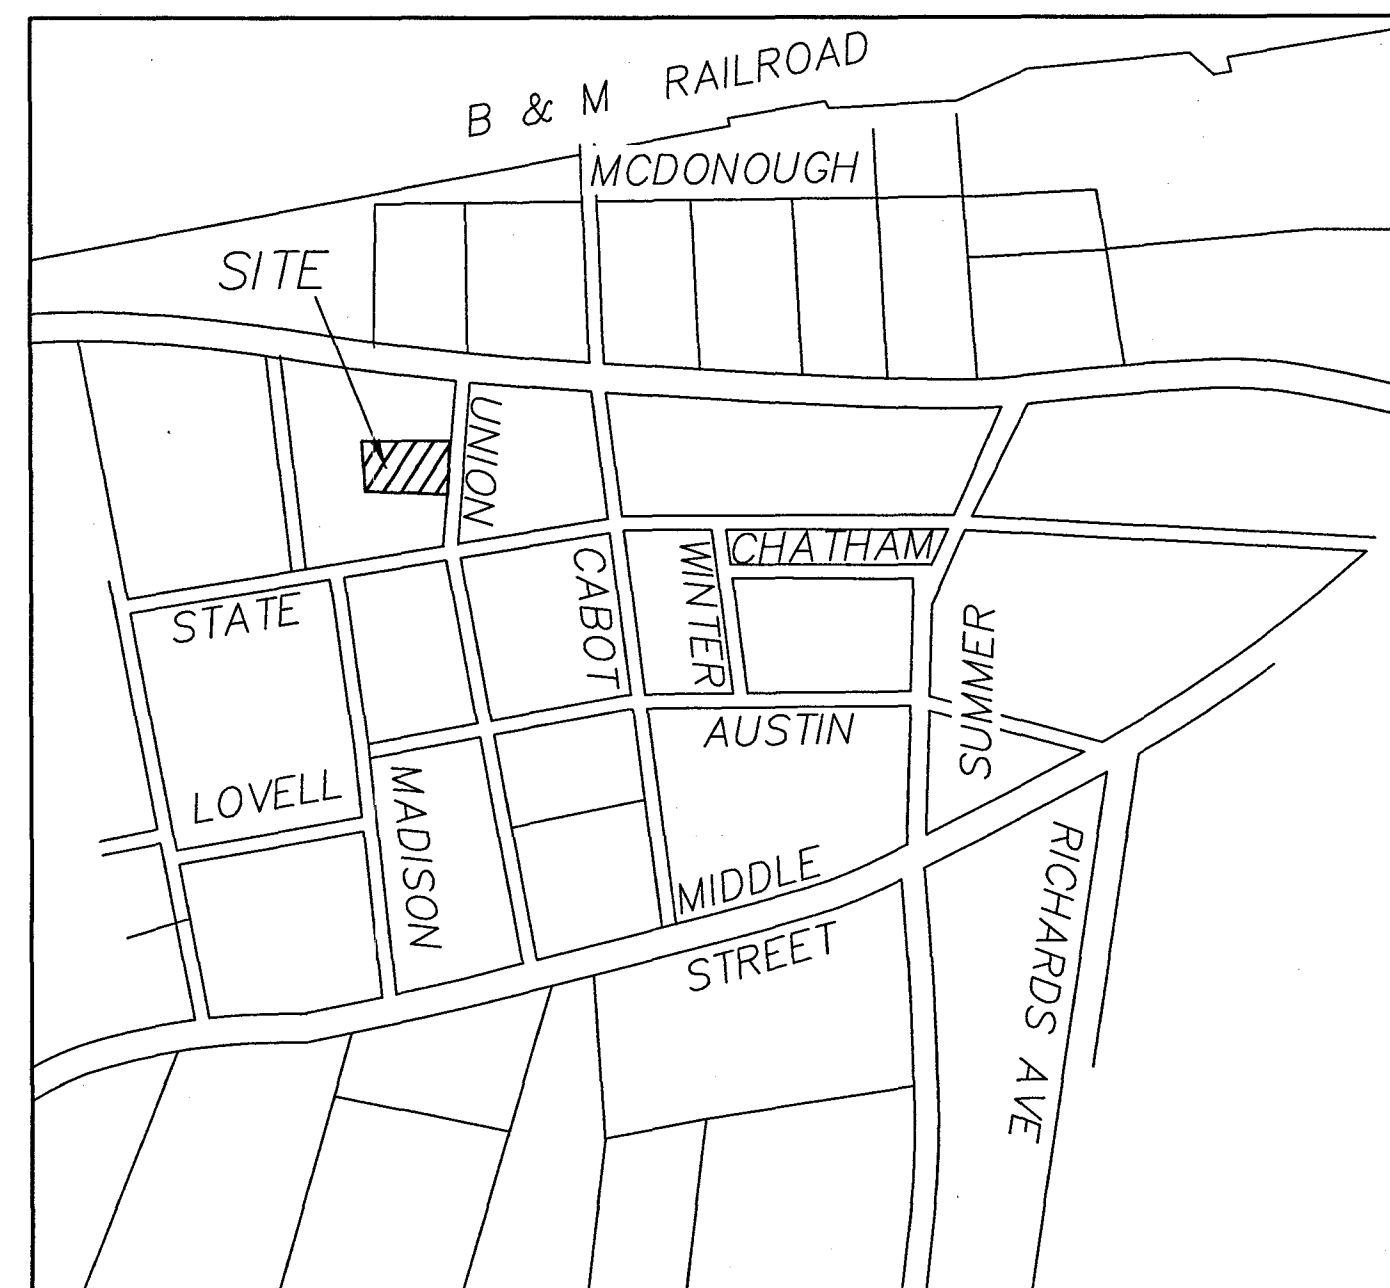 B & M RAILROAD
MCDONOUGH
SITE
UNION
CHATHAM
CABOT
WINTER
STATE
SUMMER
AUSTIN
LOVELL
MADISON
MIDDLE
STREET
RICHARDS AVE